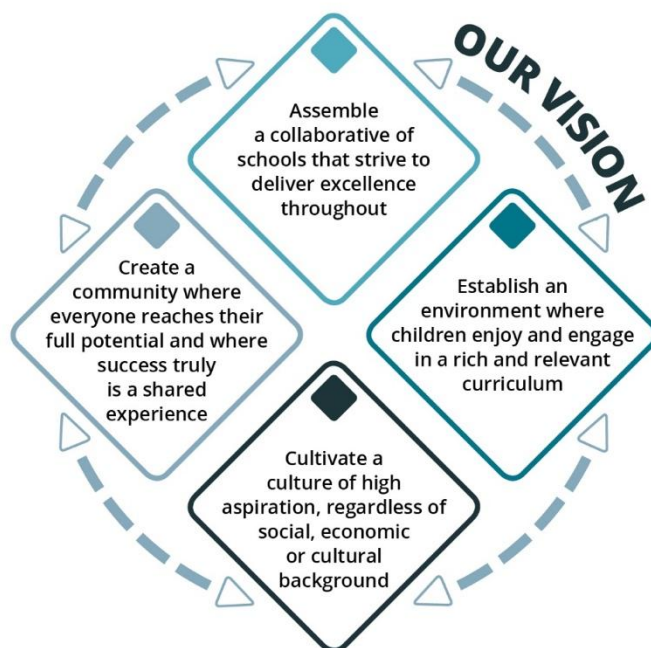 OUR VISION
Assemble
a collaborative of
schools that strive to
deliver excellence
throughout
Create a
community where
everyone reaches their
full potential and where
success truly
is a shared
experience
Establish an
environment where
children enjoy and engage
in a rich and relevant
curriculum
Cultivate a
culture of high
aspiration, regardless of
social, economic
or cultural
background